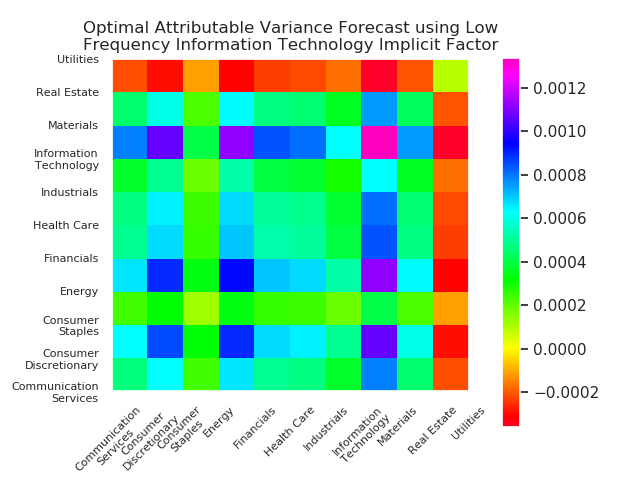 Optimal Attributable Variance Forecast using Low
Frequency Information Technology Implicit Factor
Utilities
Real Estate
Materials
Information
Technology
Industrials
Health Care
Financials
Energy
Consumer
Staples
Consumer
Discretionary
Communication
Services
Communication
Services
Consumer
Discretionary
Consumer
Staples
Energy
Financials
Health Care
Industrials
Information
Technology
Materials
Real Estate
Utilities
0.0012
0.0010
0.0008
0.0006
0.0004
0.0002
0.0000
−0.0002